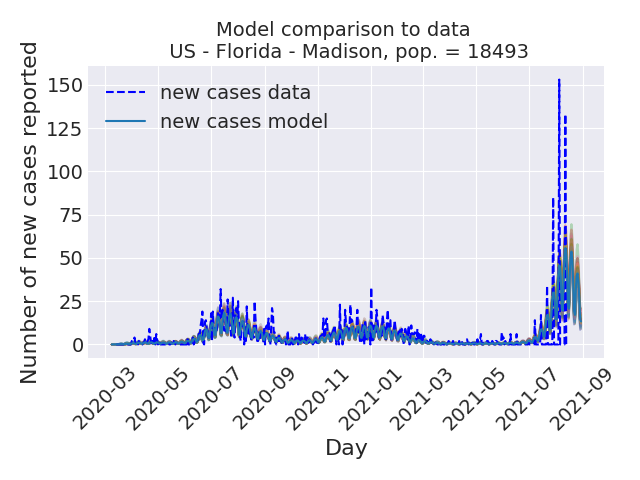 Model comparison to data
US - Florida - Madison, pop. = 18493
Number of new cases reported
150
125
100
75
50
25
0
new cases data
new cases model
2020-03
2020-05
2020-07
2020-09
2020-11
2021-01
2021-03
2021-05
2021-07
2021-09
Day